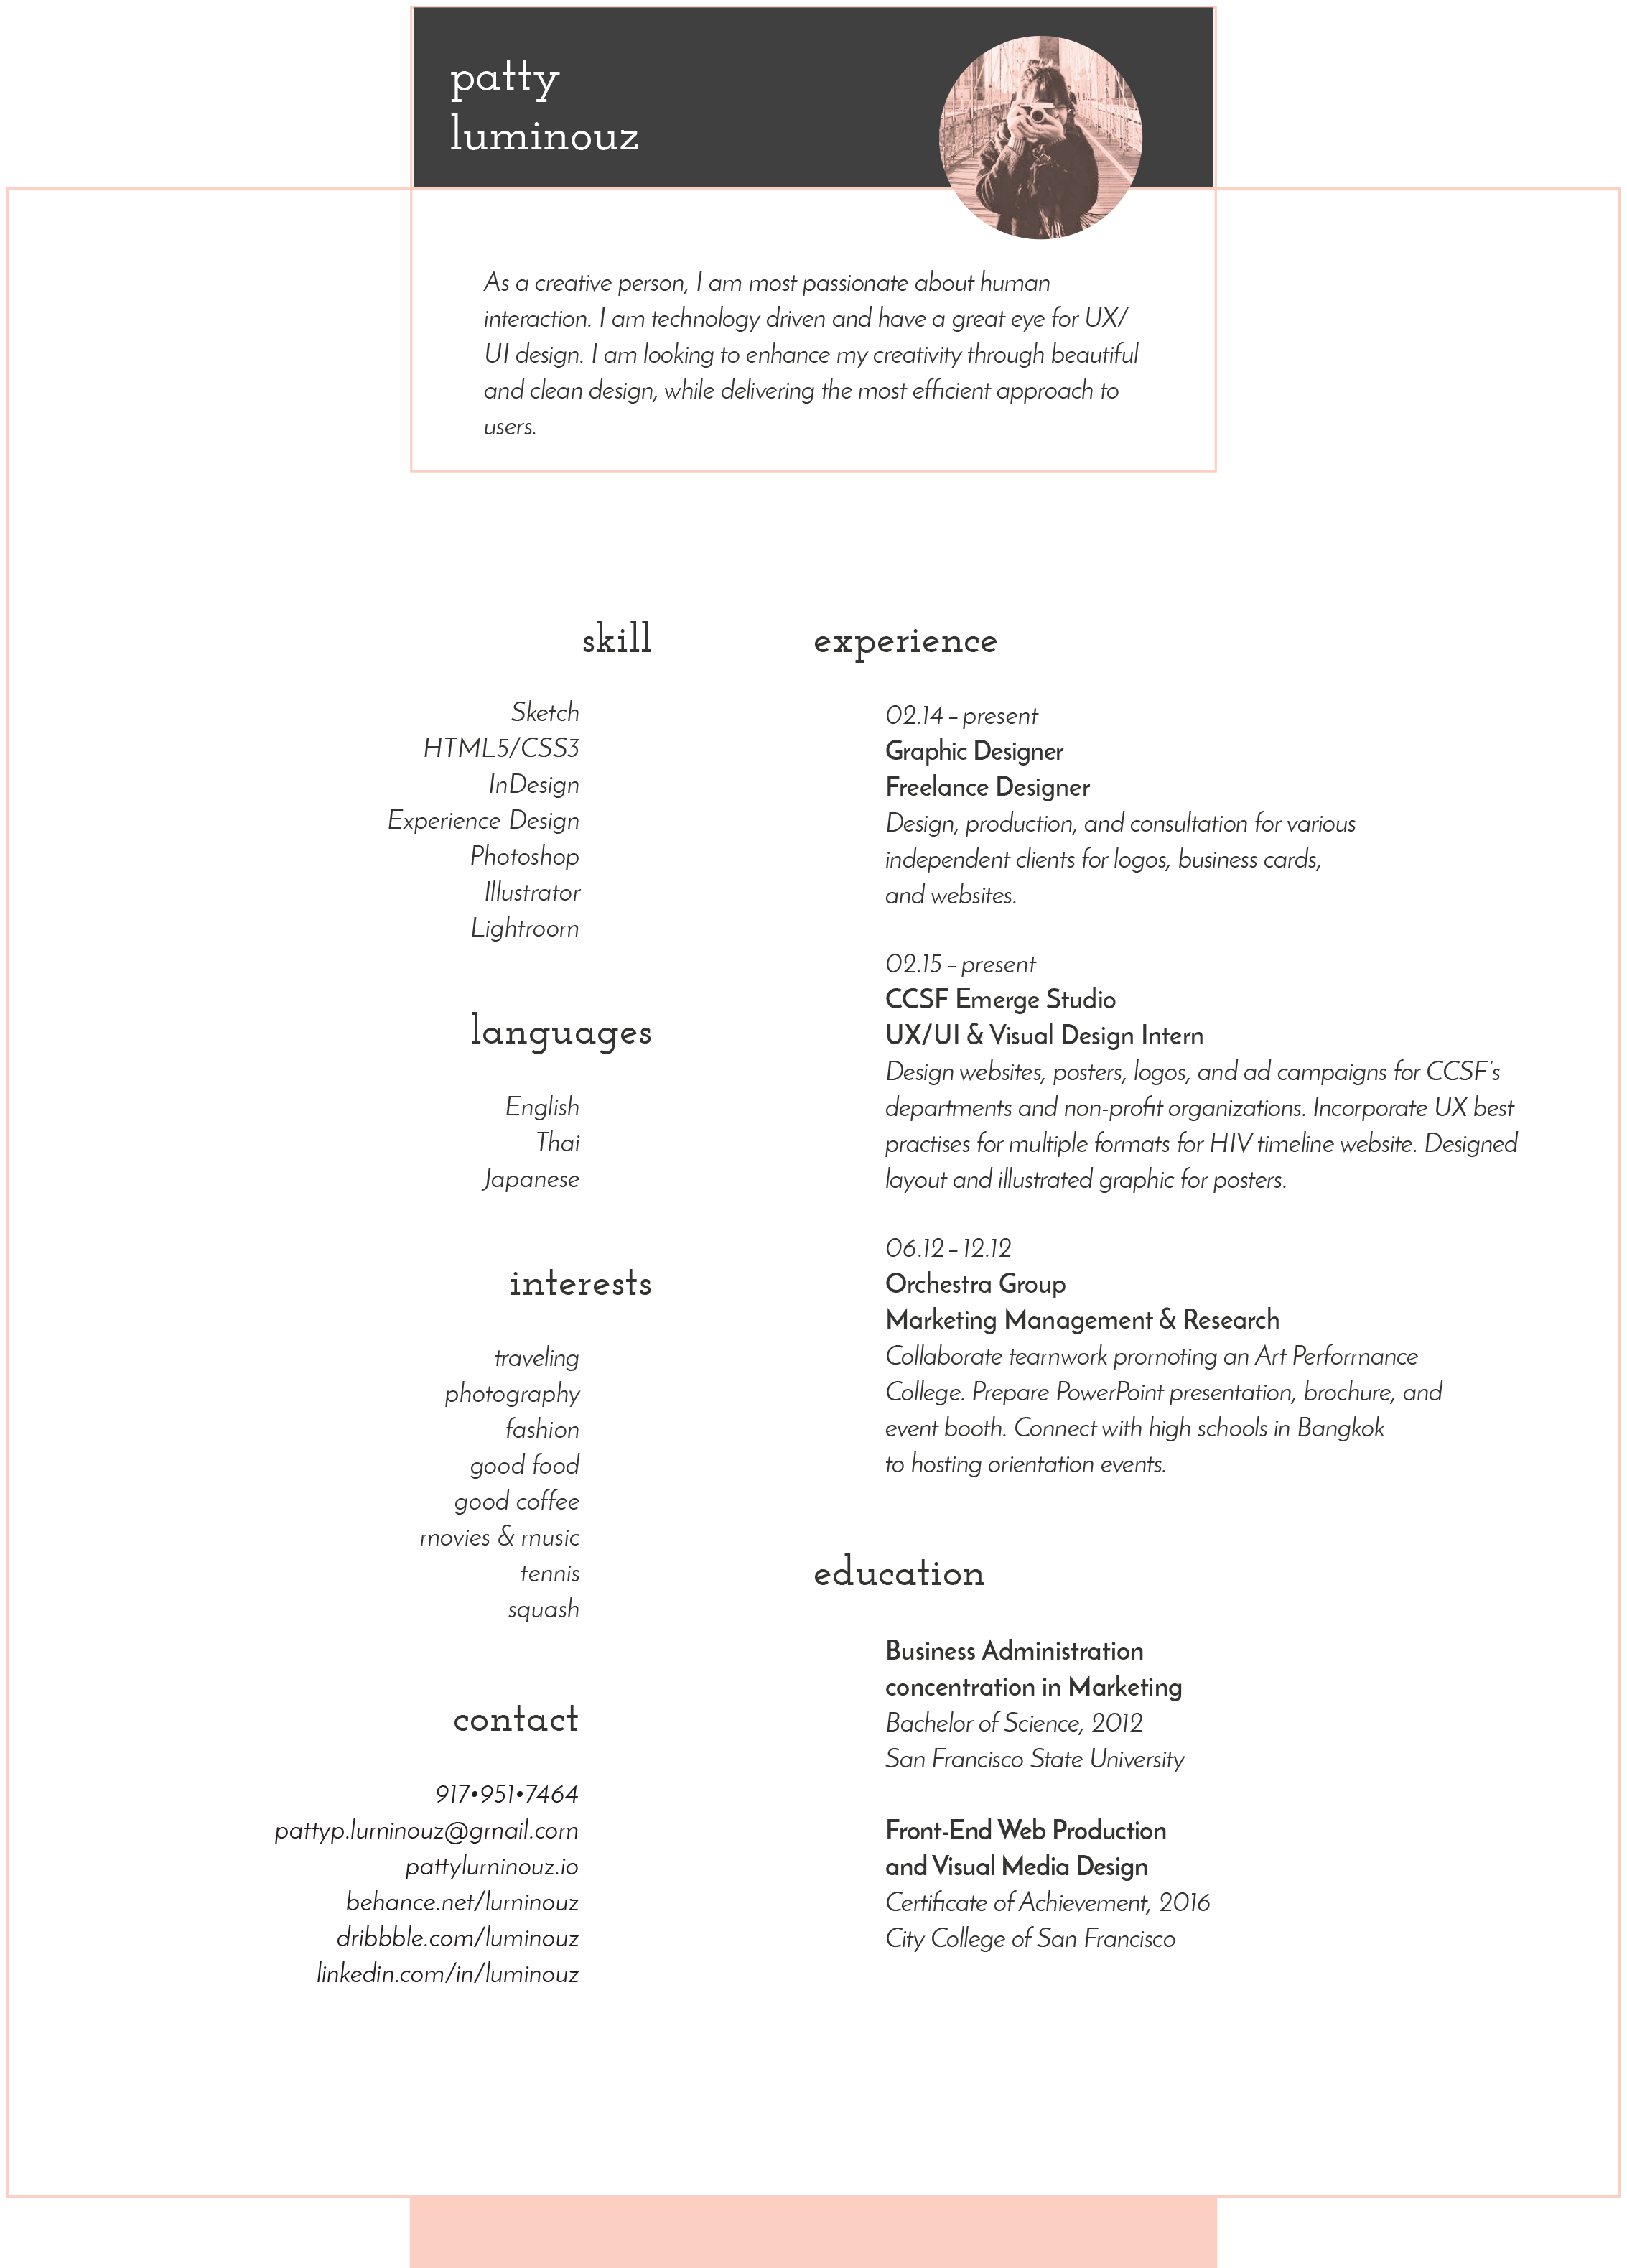 patty
luminouz
As a creative person, I am most passionate about human
interaction. I am technology driven and have a great eye for UX/
UI design. I am looking to enhance my creativity through beautiful
and clean design, while delivering the most efficient approach to
users.
skill
Sketch
HTML5/CSS3
InDesign
Experience Design
Photoshop
Illustrator
Lightroom
languages
English
Thai
Japanese
interests
traveling
photography
fashion
good food
good coffee
movies & music
tennis
squash
contact
917•951•7464
pattyp.luminouz@gmail.com
pattyluminouz.io
behance.net/luminouz
dribbble.com/luminouz
linkedin.com/in/luminouz
experience
02.14 – present
Graphic Designer
Freelance Designer
Design, production, and consultation for various
independent clients for logos, business cards,
and websites.
02.15 – present
CCSF Emerge Studio
UX/UI & Visual Design Intern
Design websites, posters, logos, and ad campaigns for CCSF's
departments and non-profit organizations. Incorporate UX best
practises for multiple formats for HIV timeline website. Designed
layout and illustrated graphic for posters.
06.12 – 12.12
Orchestra Group
Marketing Management & Research
Collaborate teamwork promoting an Art Performance
College. Prepare PowerPoint presentation, brochure, and
event booth. Connect with high schools in Bangkok
to hosting orientation events.
education
Business Administration
concentration in Marketing
Bachelor of Science, 2012
San Francisco State University
Front-End Web Production
and Visual Media Design
Certificate of Achievement, 2016
City College of San Francisco